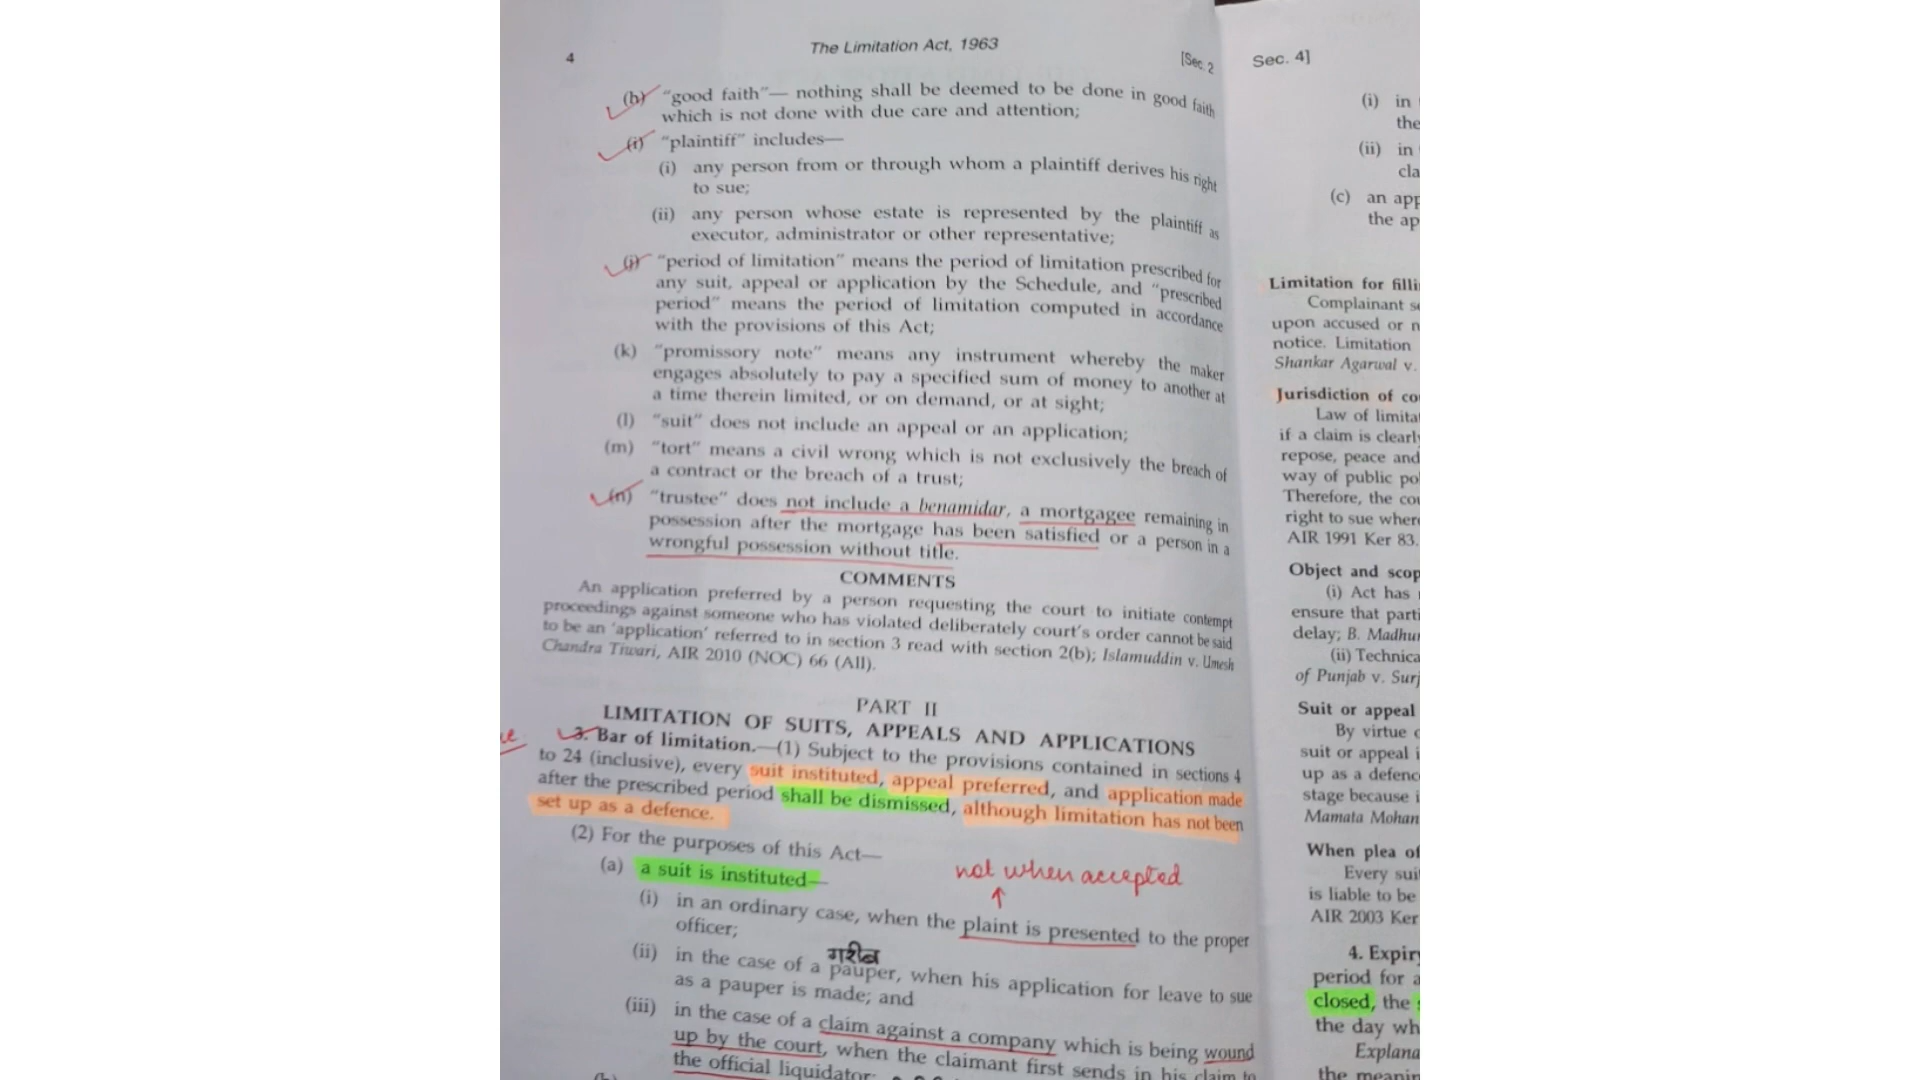 4
The Limitation Act, 1963
[Sec. 2
(h) "good faith"— nothing shall be deemed to be done in good faith
which is not done with due care and attention;
(i) "plaintiff" includes—
(i) any person from or through whom a plaintiff derives his right
to sue;
(ii) any person whose estate is represented by the plaintiff as
executor, administrator or other representative;
(j) "period of limitation" means the period of limitation prescribed for
any suit, appeal or application by the Schedule, and "prescribed
period" means the period of limitation computed in accordance
with the provisions of this Act;
(k) "promissory note" means any instrument whereby the maker
engages absolutely to pay a specified sum of money to another at
a time therein limited, or on demand, or at sight;
(l) "suit" does not include an appeal or an application;
(m) "tort" means a civil wrong which is not exclusively the breach of
a contract or the breach of a trust;
(n) "trustee" does not include a benamidar, a mortgagee remaining in
possession after the mortgage has been satisfied or a person in a
wrongful possession without title.
COMMENTS
An application preferred by a person requesting the court to initiate contempt
proceedings against someone who has violated deliberately court's order cannot be said
to be an 'application' referred to in section 3 read with section 2(b); Islamuddin v. Umesh
Chandra Tiwari, AIR 2010 (NOC) 66 (All).
PART II
LIMITATION OF SUITS, APPEALS AND APPLICATIONS
3. Bar of limitation.—(1) Subject to the provisions contained in sections 4
to 24 (inclusive), every suit instituted, appeal preferred, and application made
after the prescribed period shall be dismissed, although limitation has not been
set up as a defence.
(2) For the purposes of this Act—
(a) a suit is instituted—
not when accepted
(i) in an ordinary case, when the plaint is presented to the proper
officer;
गरीब
(ii) in the case of a pauper, when his application for leave to sue
as a pauper is made; and
(iii) in the case of a claim against a company which is being wound
up by the court, when the claimant first sends in his claim to
the official liquidator;
Sec. 4]
(i) in
the
(ii) in
(c) an
the
Limitation for
Complainant
upon accused or
notice. Limitation
Shankar Agarwal v.
Jurisdiction of
Law of
if a claim is
repose, peace and
way of public
Therefore, the
right to sue
AIR 1991 Ker 83.
Object and
(i) Act has
ensure that
delay; B.
(ii)
of Punjab v.
Suit or appeal
By virtue
suit or appeal
up as a
stage because
Mamata Mohan
When plea
Every
is liable to be
AIR 2003 Ker
4.
period for a
closed, the
the day
the